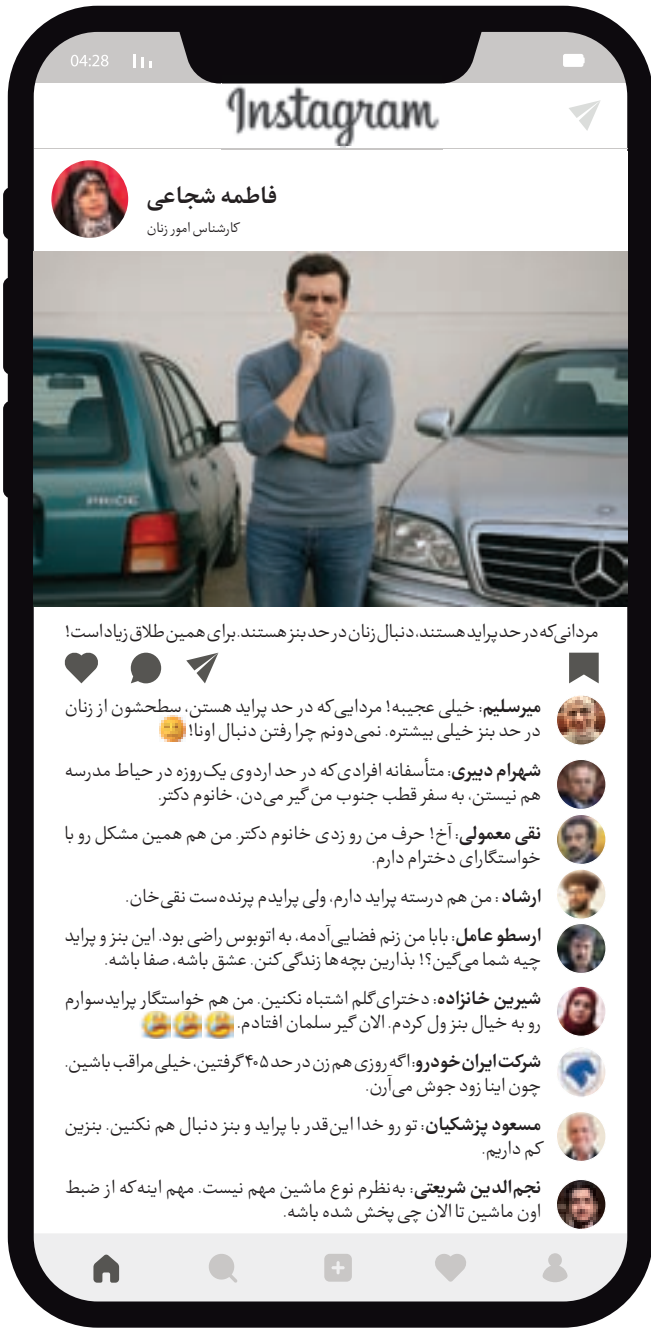 04:28
Instagram
فاطمه شجاعی
کارشناس امور زنان
PRIDE
مردانی‌که در حد پراید هستند، دنبال زنان در حد بنز هستند. برای همین طلاق زیاد است!
میرسلیم: خیلی عجیبه! مردایی‌که در حد پراید هستن، سطحشون از زنان
در حد بنز خیلی بیشتره. نمی‌دونم چرا رفتن دنبال اونا!
شهرام دبیری: متأسفانه افرادی‌که در حد اردوی یک‌روزه در حیاط مدرسه
هم نیستن، به سفر قطب جنوب من گیر می‌دن، خانوم دکتر.
نقی معمولی: آخ! حرف من رو زدی خانوم دکتر. من هم همین مشکل رو با
خواستگارای دخترام دارم.
ارشاد : من هم درسته پراید دارم، ولی پرایدم پرنده‌ست نقی‌خان.
ارسطو عامل: بابا من زنم فضایی‌آدمه، به اتوبوس راضی بود. این بنز و پراید
چیه شما می‌گین؟! بذارین بچه‌ها زندگی‌کنن. عشق باشه، صفا باشه.
شیرین خانزاده: دخترای‌گلم اشتباه نکنین. من هم خواستگار پرایدسوارم
رو به خیال بنز ول کردم. الان گیر سلمان افتادم.
شرکت ایران خودرو: اگه روزی هم زن در حد ۴۰۵ گرفتین، خیلی مراقب باشین.
چون اینا زود جوش می‌آرن.
مسعود پزشکیان: تو رو خدا این‌قدر با پراید و بنز دنبال هم نکنین. بنزین
کم داریم.
نجم‌الدین شریعتی: به‌نظرم نوع ماشین مهم نیست. مهم اینه‌که از ضبط
اون ماشین تا الان چی پخش شده باشه.